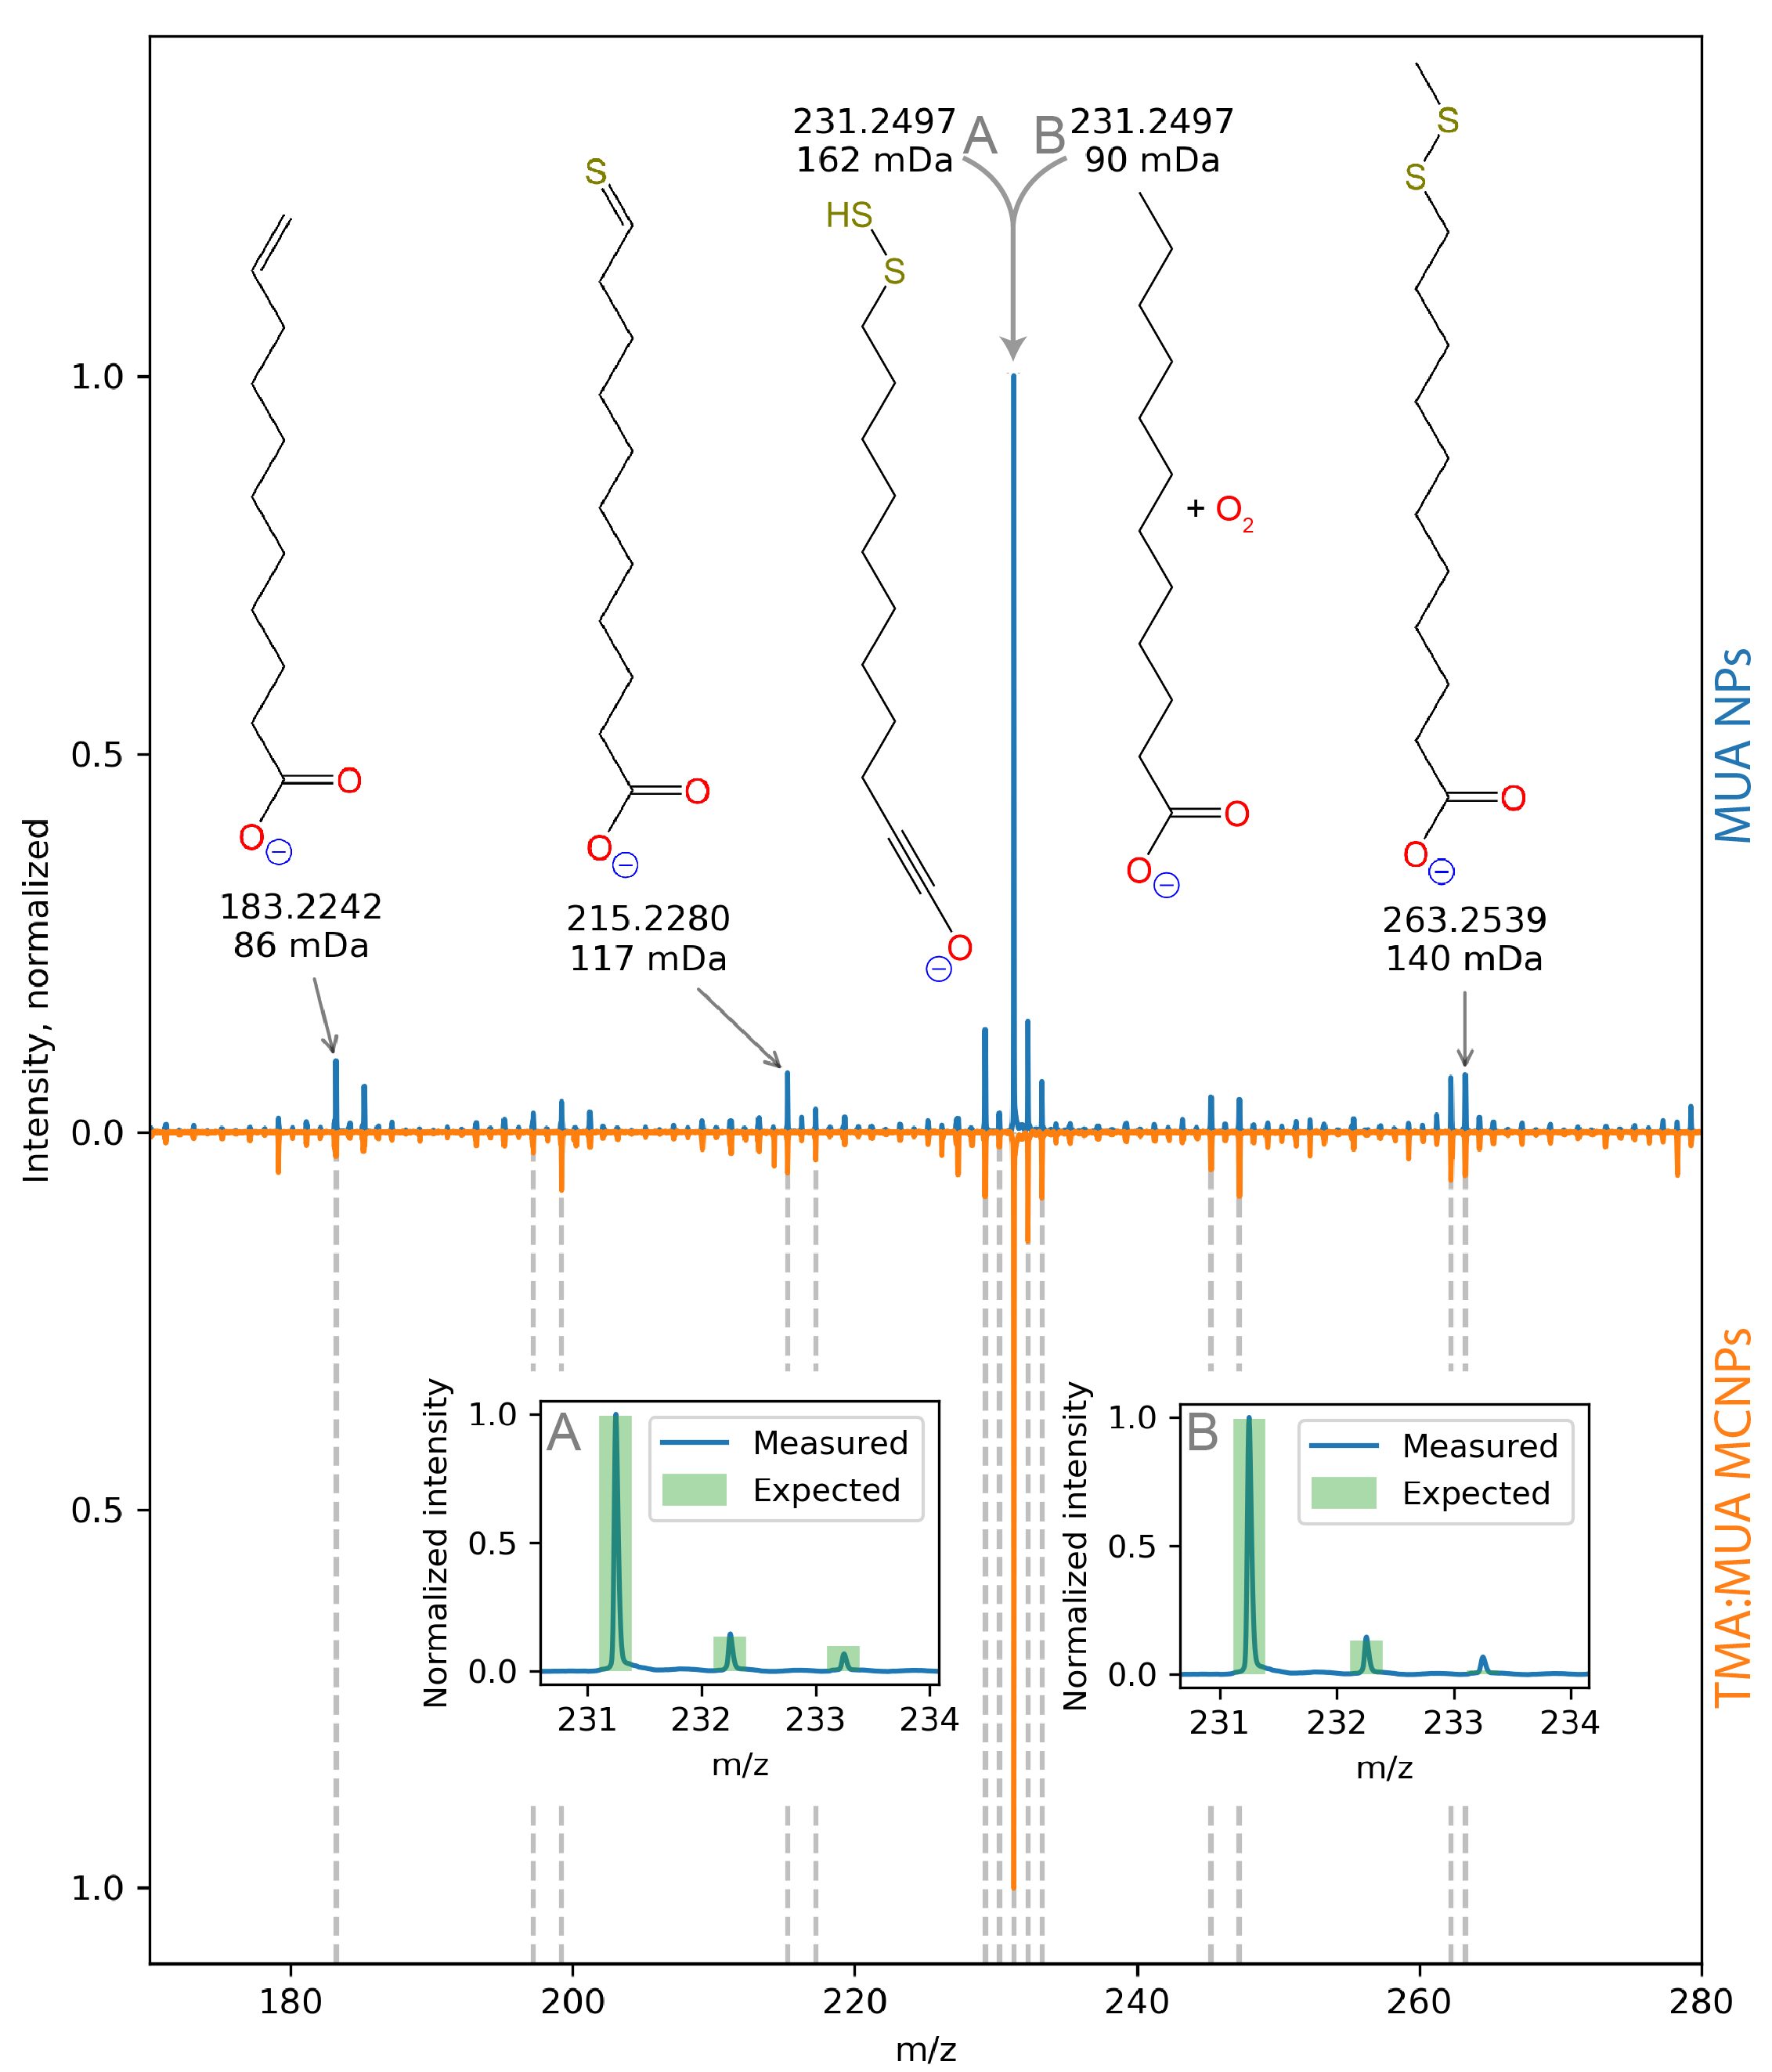 231.2497
162 mDa
A
B
231.2497
90 mDa
S
S
S
HS
S
+ O2
O
O
⊖
O
O
⊖
O
⊖
O
O
⊖
O
O
⊖
183.2242
86 mDa
215.2280
117 mDa
263.2539
140 mDa
1.0
0.5
0.0
0.5
1.0
Intensity, normalized
MUA NPs
TMA:MUA MCNPs
A
Measured
Expected
1.0
0.5
0.0
Normalized intensity
231 232 233 234
m/z
B
Measured
Expected
1.0
0.5
0.0
Normalized intensity
231 232 233 234
m/z
180 200 220 240 260 280
m/z